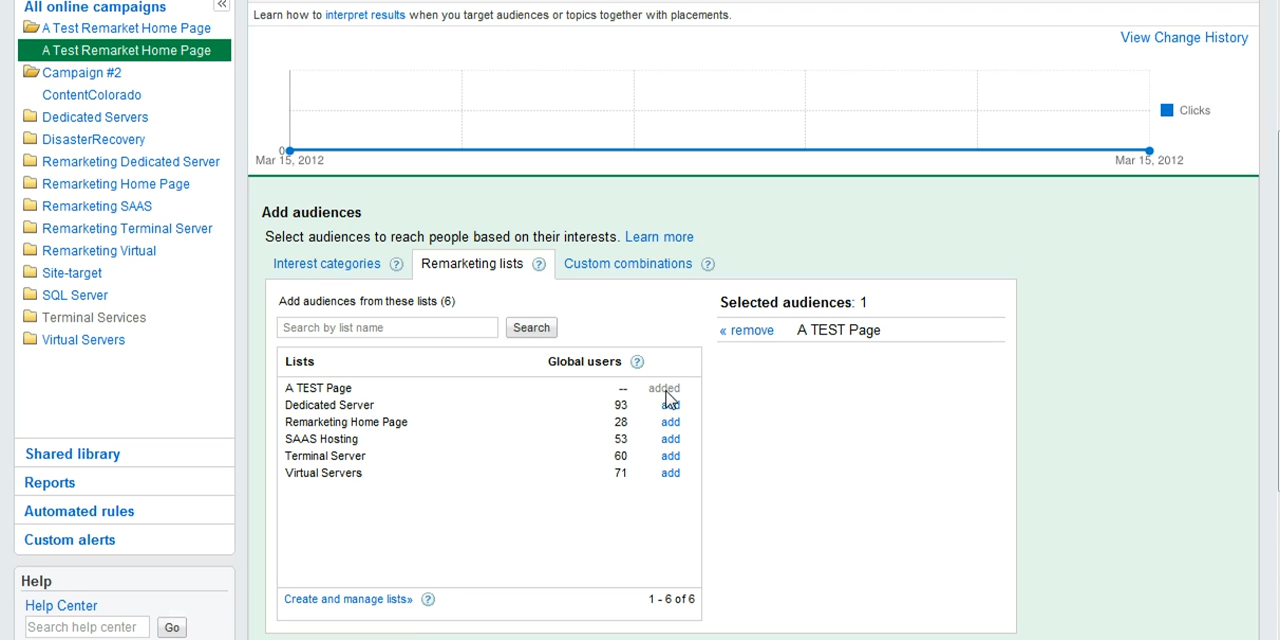 All online campaigns
A Test Remarket Home Page
A Test Remarket Home Page
Campaign #2
ContentColorado
Dedicated Servers
DisasterRecovery
Remarketing Dedicated Server
Remarketing Home Page
Remarketing SAAS
Remarketing Terminal Server
Remarketing Virtual
Site-target
SQL Server
Terminal Services
Virtual Servers
Shared library
Reports
Automated rules
Custom alerts
Help
Help Center
Search help center Go
Learn how to interpret results when you target audiences or topics together with placements.
View Change History
0
Mar 15, 2012 Mar 15, 2012
Clicks
Add audiences
Select audiences to reach people based on their interests. Learn more
Interest categories ? Remarketing lists ? Custom combinations ?
Add audiences from these lists (6)
Search by list name Search
Lists Global users ?
A TEST Page -- added
Dedicated Server 93 add
Remarketing Home Page 28 add
SAAS Hosting 53 add
Terminal Server 60 add
Virtual Servers 71 add
Create and manage lists» ? 1 - 6 of 6
Selected audiences: 1
« remove A TEST Page